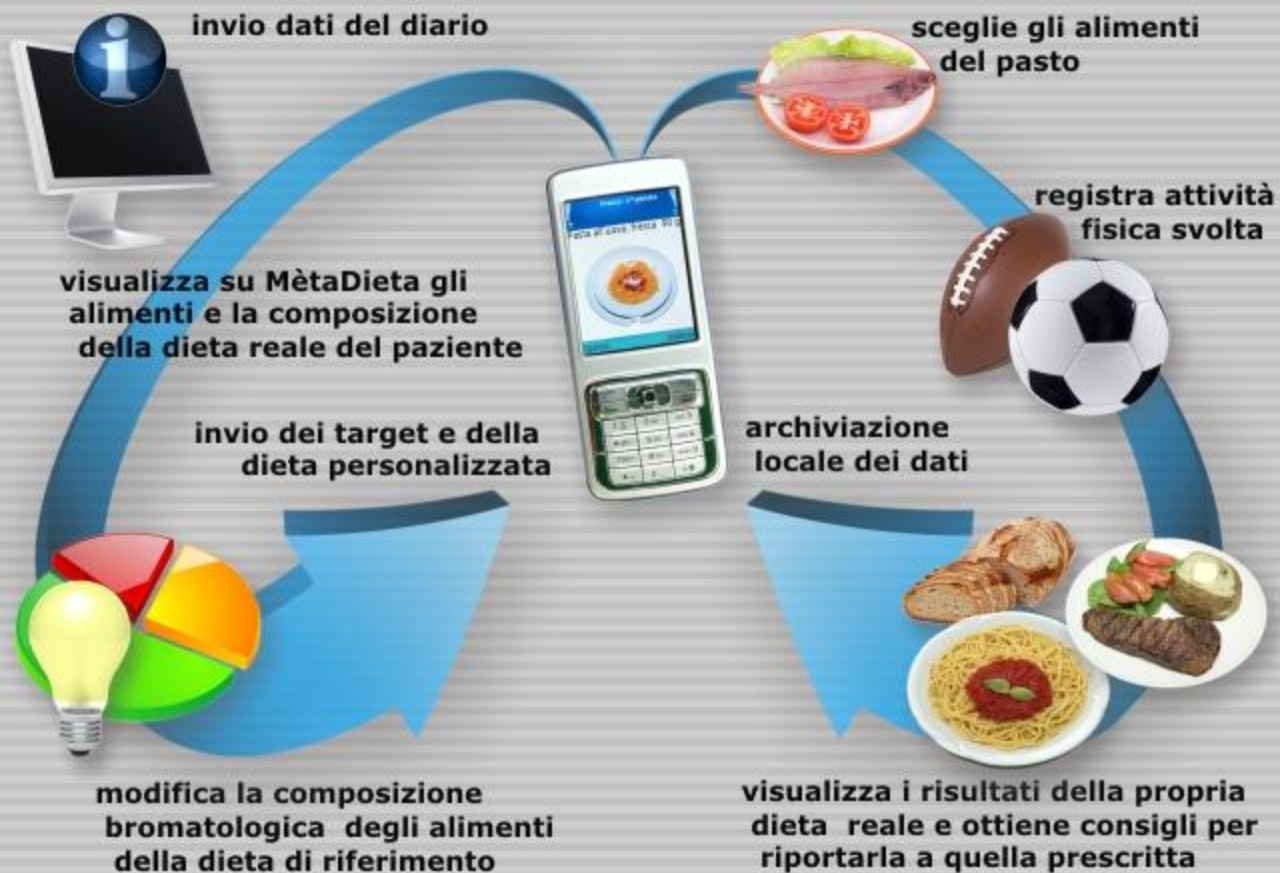 invio dati del diario
sceglie gli alimenti
del pasto
registra attività
fisica svolta
visualizza su MètaDieta gli
alimenti e la composizione
della dieta reale del paziente
invio dei target e della
dieta personalizzata
archiviazione
locale dei dati
modifica la composizione
bromatologica degli alimenti
della dieta di riferimento
visualizza i risultati della propria
dieta reale e ottiene consigli per
riportarla a quella prescritta